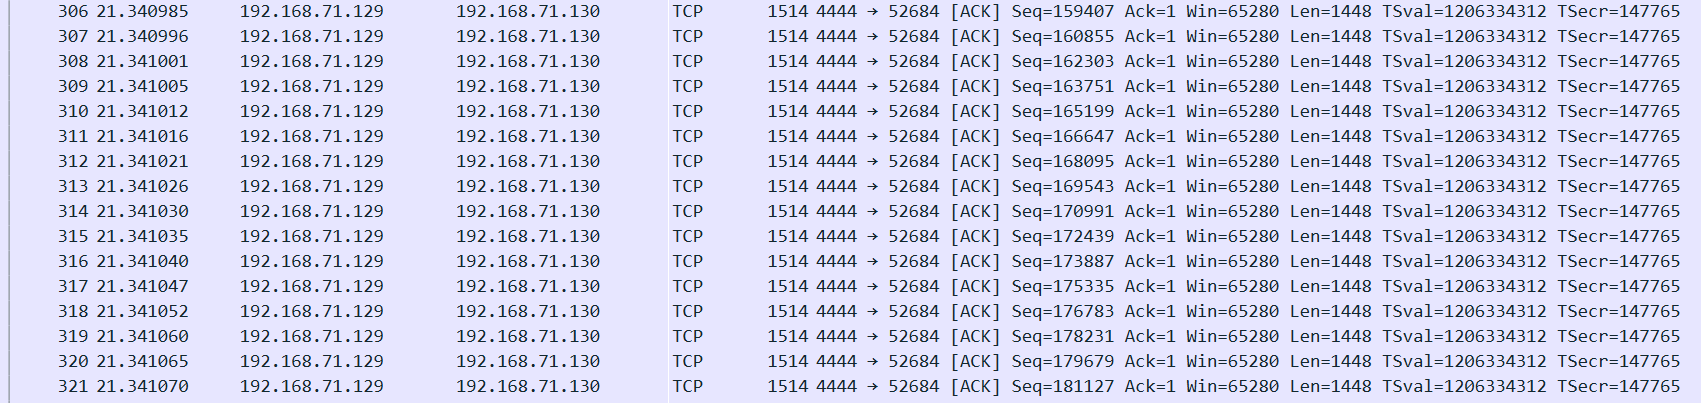 306 21.340985 192.168.71.129 192.168.71.130 TCP 1514 4444 → 52684 [ACK] Seq=159407 Ack=1 Win=65280 Len=1448 TSval=1206334312 TSecr=147765
307 21.340996 192.168.71.129 192.168.71.130 TCP 1514 4444 → 52684 [ACK] Seq=160855 Ack=1 Win=65280 Len=1448 TSval=1206334312 TSecr=147765
308 21.341001 192.168.71.129 192.168.71.130 TCP 1514 4444 → 52684 [ACK] Seq=162303 Ack=1 Win=65280 Len=1448 TSval=1206334312 TSecr=147765
309 21.341005 192.168.71.129 192.168.71.130 TCP 1514 4444 → 52684 [ACK] Seq=163751 Ack=1 Win=65280 Len=1448 TSval=1206334312 TSecr=147765
310 21.341012 192.168.71.129 192.168.71.130 TCP 1514 4444 → 52684 [ACK] Seq=165199 Ack=1 Win=65280 Len=1448 TSval=1206334312 TSecr=147765
311 21.341016 192.168.71.129 192.168.71.130 TCP 1514 4444 → 52684 [ACK] Seq=166647 Ack=1 Win=65280 Len=1448 TSval=1206334312 TSecr=147765
312 21.341021 192.168.71.129 192.168.71.130 TCP 1514 4444 → 52684 [ACK] Seq=168095 Ack=1 Win=65280 Len=1448 TSval=1206334312 TSecr=147765
313 21.341026 192.168.71.129 192.168.71.130 TCP 1514 4444 → 52684 [ACK] Seq=169543 Ack=1 Win=65280 Len=1448 TSval=1206334312 TSecr=147765
314 21.341030 192.168.71.129 192.168.71.130 TCP 1514 4444 → 52684 [ACK] Seq=170991 Ack=1 Win=65280 Len=1448 TSval=1206334312 TSecr=147765
315 21.341035 192.168.71.129 192.168.71.130 TCP 1514 4444 → 52684 [ACK] Seq=172439 Ack=1 Win=65280 Len=1448 TSval=1206334312 TSecr=147765
316 21.341040 192.168.71.129 192.168.71.130 TCP 1514 4444 → 52684 [ACK] Seq=173887 Ack=1 Win=65280 Len=1448 TSval=1206334312 TSecr=147765
317 21.341047 192.168.71.129 192.168.71.130 TCP 1514 4444 → 52684 [ACK] Seq=175335 Ack=1 Win=65280 Len=1448 TSval=1206334312 TSecr=147765
318 21.341052 192.168.71.129 192.168.71.130 TCP 1514 4444 → 52684 [ACK] Seq=176783 Ack=1 Win=65280 Len=1448 TSval=1206334312 TSecr=147765
319 21.341060 192.168.71.129 192.168.71.130 TCP 1514 4444 → 52684 [ACK] Seq=178231 Ack=1 Win=65280 Len=1448 TSval=1206334312 TSecr=147765
320 21.341065 192.168.71.129 192.168.71.130 TCP 1514 4444 → 52684 [ACK] Seq=179679 Ack=1 Win=65280 Len=1448 TSval=1206334312 TSecr=147765
321 21.341070 192.168.71.129 192.168.71.130 TCP 1514 4444 → 52684 [ACK] Seq=181127 Ack=1 Win=65280 Len=1448 TSval=1206334312 TSecr=147765